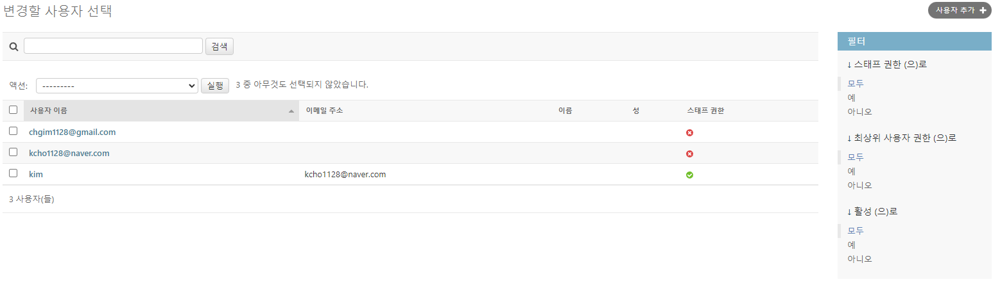 변경할 사용자 선택
사용자 추가
검색
액션: --------- 실행 3 중 아무것도 선택되지 않았습니다.
사용자 이름 이메일 주소 이름 성 스태프 권한
chgim1128@gmail.com
kcho1128@naver.com
kim kcho1128@naver.com
3 사용자(들)
필터
↓ 스태프 권한 (으)로
모두
예
아니오
↓ 최상위 사용자 권한 (으)로
모두
예
아니오
↓ 활성 (으)로
모두
예
아니오